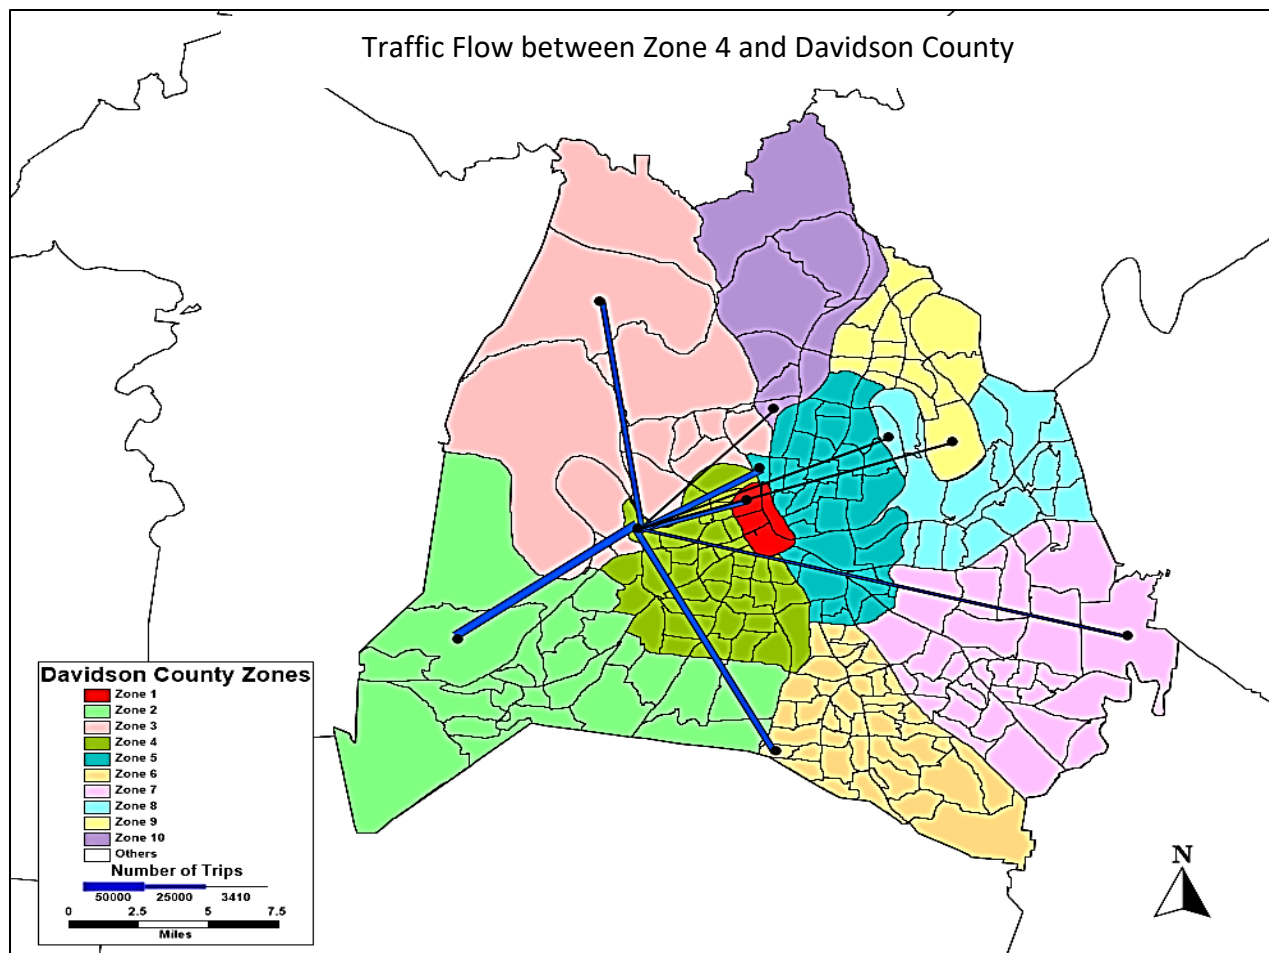 Traffic Flow between Zone 4 and Davidson County
Davidson County Zones
Zone 1
Zone 2
Zone 3
Zone 4
Zone 5
Zone 6
Zone 7
Zone 8
Zone 9
Zone 10
Others
Number of Trips
50000 25000 3410
0 2.5 5 7.5
Miles
N